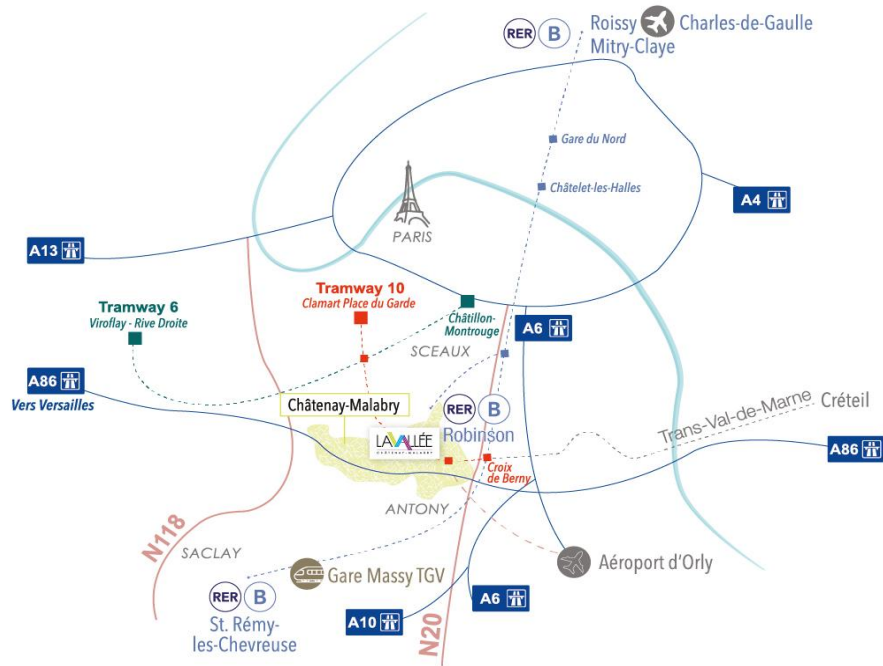 RER B Roissy Charles-de-Gaulle
Mitry-Claye
Gare du Nord
Châtelet-les-Halles
A4
PARIS
A13
Tramway 6
Viroflay - Rive Droite
Tramway 10
Clamart Place du Garde
Châtillon-
Montrouge
A6
SCEAUX
A86
Vers Versailles
Châtenay-Malabry
RER B
Robinson
LAVALLÉE
CHÂTENAY-MALABRY
Trans-Val-de-Marne
Créteil
A86
Croix
de Berny
ANTONY
N118
SACLAY
Gare Massy TGV
Aéroport d'Orly
RER B
St. Rémy-
les-Chevreuse
A10
N20
A6